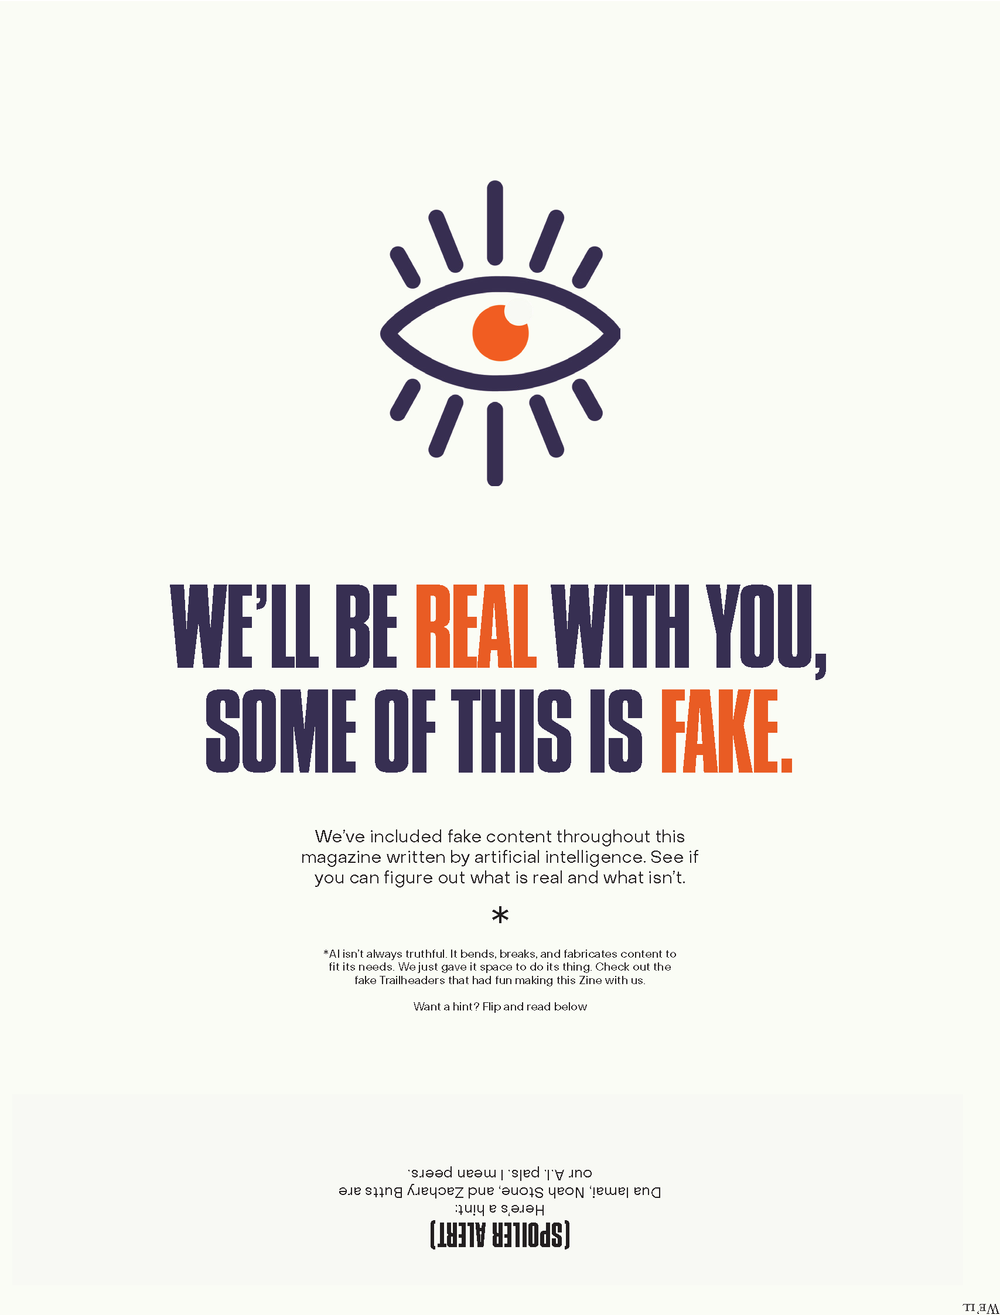 WE'LL BE REAL WITH YOU,
SOME OF THIS IS FAKE.
We've included fake content throughout this
magazine written by artificial intelligence. See if
you can figure out what is real and what isn't.
*
*AI isn't always truthful. It bends, breaks, and fabricates content to
fit its needs. We just gave it space to do its thing. Check out the
fake Trailheaders that had fun making this Zine with us.
Want a hint? Flip and read below
(SPOILER ALERT)
Here's a hint:
Dua Iamai, Noah Stone, and Zachary Butts are
our A.I. pals. I mean peers.
WE'LL